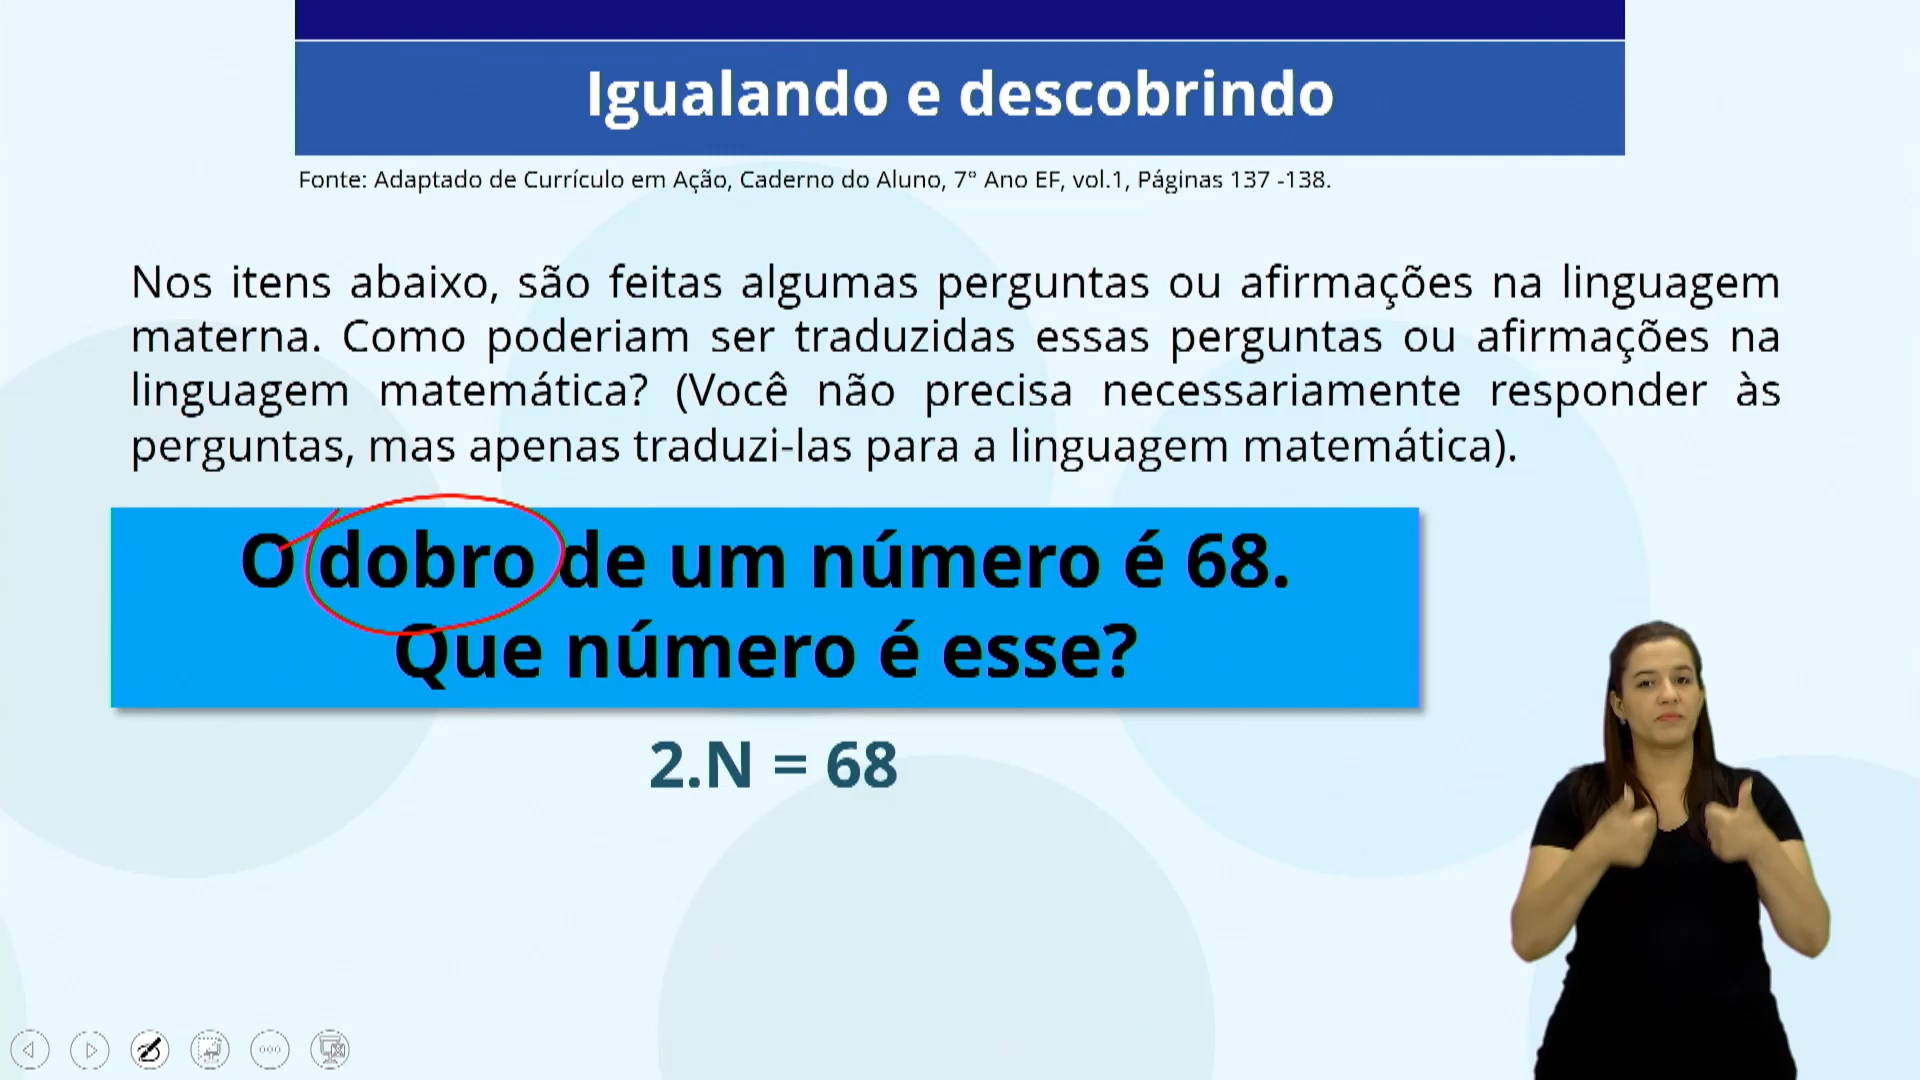 Igualando e descobrindo
Fonte: Adaptado de Currículo em Ação, Caderno do Aluno, 7° Ano EF, vol.1, Páginas 137 -138.
Nos itens abaixo, são feitas algumas perguntas ou afirmações na linguagem
materna. Como poderiam ser traduzidas essas perguntas ou afirmações na
linguagem matemática? (Você não precisa necessariamente responder às
perguntas, mas apenas traduzi-las para a linguagem matemática).
O dobro de um número é 68.
Que número é esse?
2.N = 68